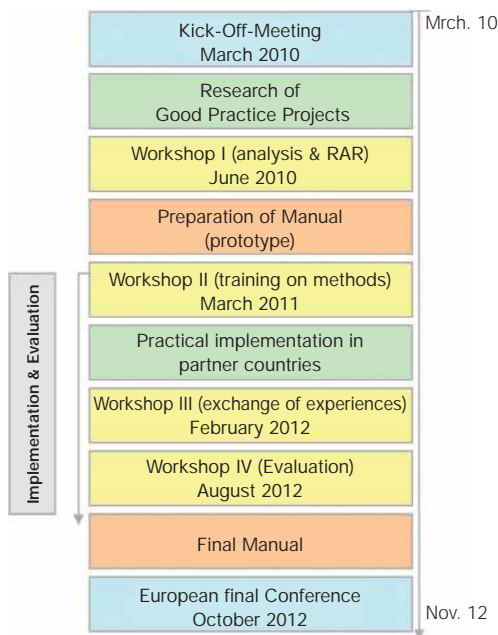 Mrch. 10
Kick-Off-Meeting
March 2010
Research of
Good Practice Projects
Workshop I (analysis & RAR)
June 2010
Preparation of Manual
(prototype)
Implementation & Evaluation
Workshop II (training on methods)
March 2011
Practical implementation in
partner countries
Workshop III (exchange of experiences)
February 2012
Workshop IV (Evaluation)
August 2012
Final Manual
European final Conference
October 2012
Nov. 12